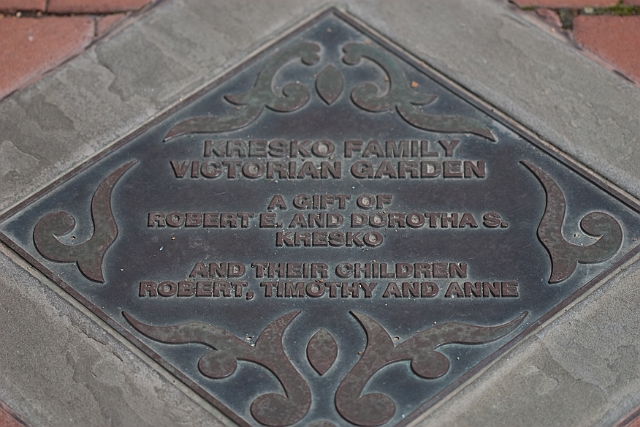 KRESKO FAMILY
VICTORIAN GARDEN
A GIFT OF
ROBERT E. AND DOROTHA S.
KRESKO
AND THEIR CHILDREN
ROBERT, TIMOTHY AND ANNE